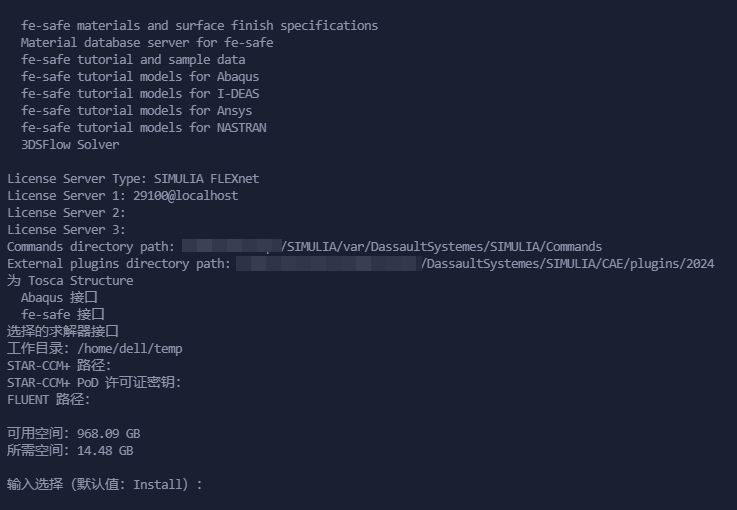 fe-safe materials and surface finish specifications
Material database server for fe-safe
fe-safe tutorial and sample data
fe-safe tutorial models for Abaqus
fe-safe tutorial models for I-DEAS
fe-safe tutorial models for Ansys
fe-safe tutorial models for NASTRAN
3DSFlow Solver
License Server Type: SIMULIA FLEXnet
License Server 1: 29100@localhost
License Server 2:
License Server 3:
Commands directory path: /SIMULIA/var/DassaultSystemes/SIMULIA/Commands
External plugins directory path: /DassaultSystemes/SIMULIA/CAE/plugins/2024
为 Tosca Structure
Abaqus 接口
fe-safe 接口
选择的求解器接口
工作目录: /home/dell/temp
STAR-CCM+ 路径:
STAR-CCM+ PoD 许可证密钥:
FLUENT 路径:
可用空间: 968.09 GB
所需空间: 14.48 GB
输入选择（默认值: Install）: